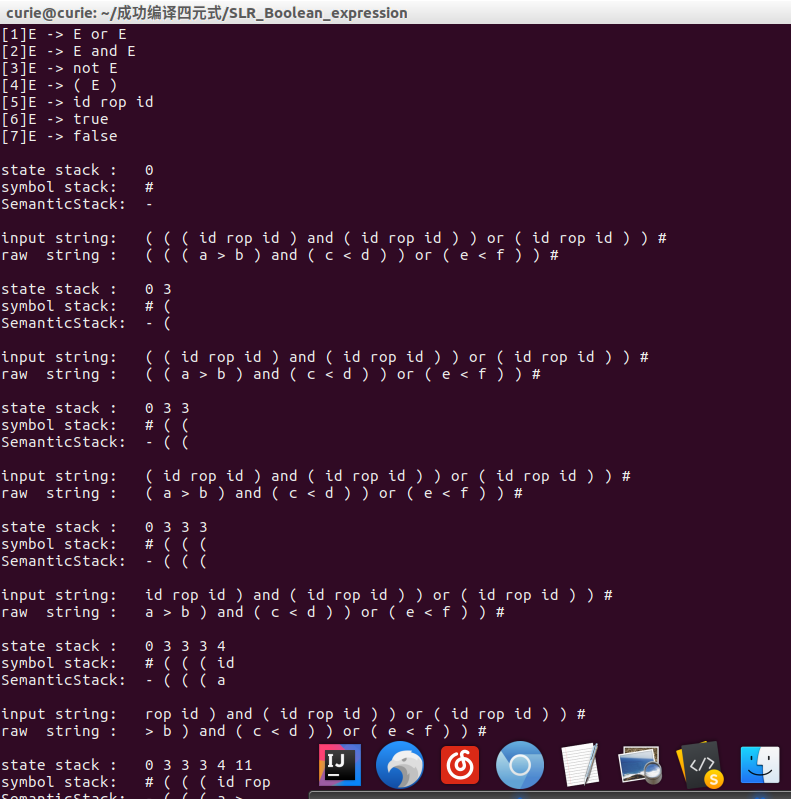 curie@curie: ~/成功编译四元式/SLR_Boolean_expression
[1]E -> E or E
[2]E -> E and E
[3]E -> not E
[4]E -> ( E )
[5]E -> id rop id
[6]E -> true
[7]E -> false
state stack :   0
symbol stack:   #
SemanticStack:  -
input string:   ( ( ( id rop id ) and ( id rop id ) ) or ( id rop id ) ) #
raw  string :   ( ( ( a > b ) and ( c < d ) ) or ( e < f ) ) #
state stack :   0 3
symbol stack:   # (
SemanticStack:  - (
input string:   ( ( id rop id ) and ( id rop id ) ) or ( id rop id ) ) #
raw  string :   ( ( a > b ) and ( c < d ) ) or ( e < f ) ) #
state stack :   0 3 3
symbol stack:   # ( (
SemanticStack:  - ( (
input string:   ( id rop id ) and ( id rop id ) ) or ( id rop id ) ) #
raw  string :   ( a > b ) and ( c < d ) ) or ( e < f ) ) #
state stack :   0 3 3 3
symbol stack:   # ( ( (
SemanticStack:  - ( ( (
input string:   id rop id ) and ( id rop id ) ) or ( id rop id ) ) #
raw  string :   a > b ) and ( c < d ) ) or ( e < f ) ) #
state stack :   0 3 3 3 4
symbol stack:   # ( ( ( id
SemanticStack:  - ( ( ( a
input string:   rop id ) and ( id rop id ) ) or ( id rop id ) ) #
raw  string :   > b ) and ( c < d ) ) or ( e < f ) ) #
state stack :   0 3 3 3 4 11
symbol stack:   # ( ( ( id rop
SemanticStack:  - ( ( ( a >
IJ
</>
S